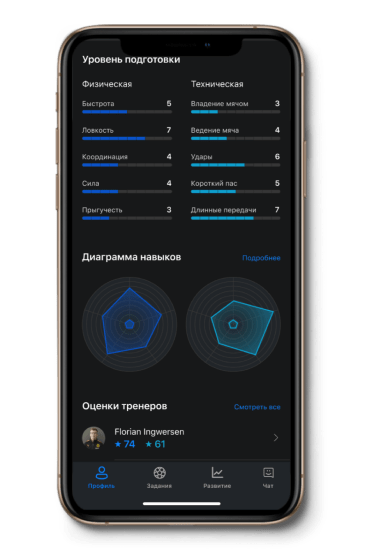 Уровень подготовки
Физическая Техническая
Быстрота 5 Владение мячом 3
Ловкость 7 Ведение мяча 4
Координация 4 Удары 6
Сила 4 Короткий пас 5
Прыгучесть 3 Длинные передачи 7
Диаграмма навыков Подробнее
Оценки тренеров Смотреть все
Florian Ingwersen
★ 74 ★ 61
Профиль Задания Развитие Чат